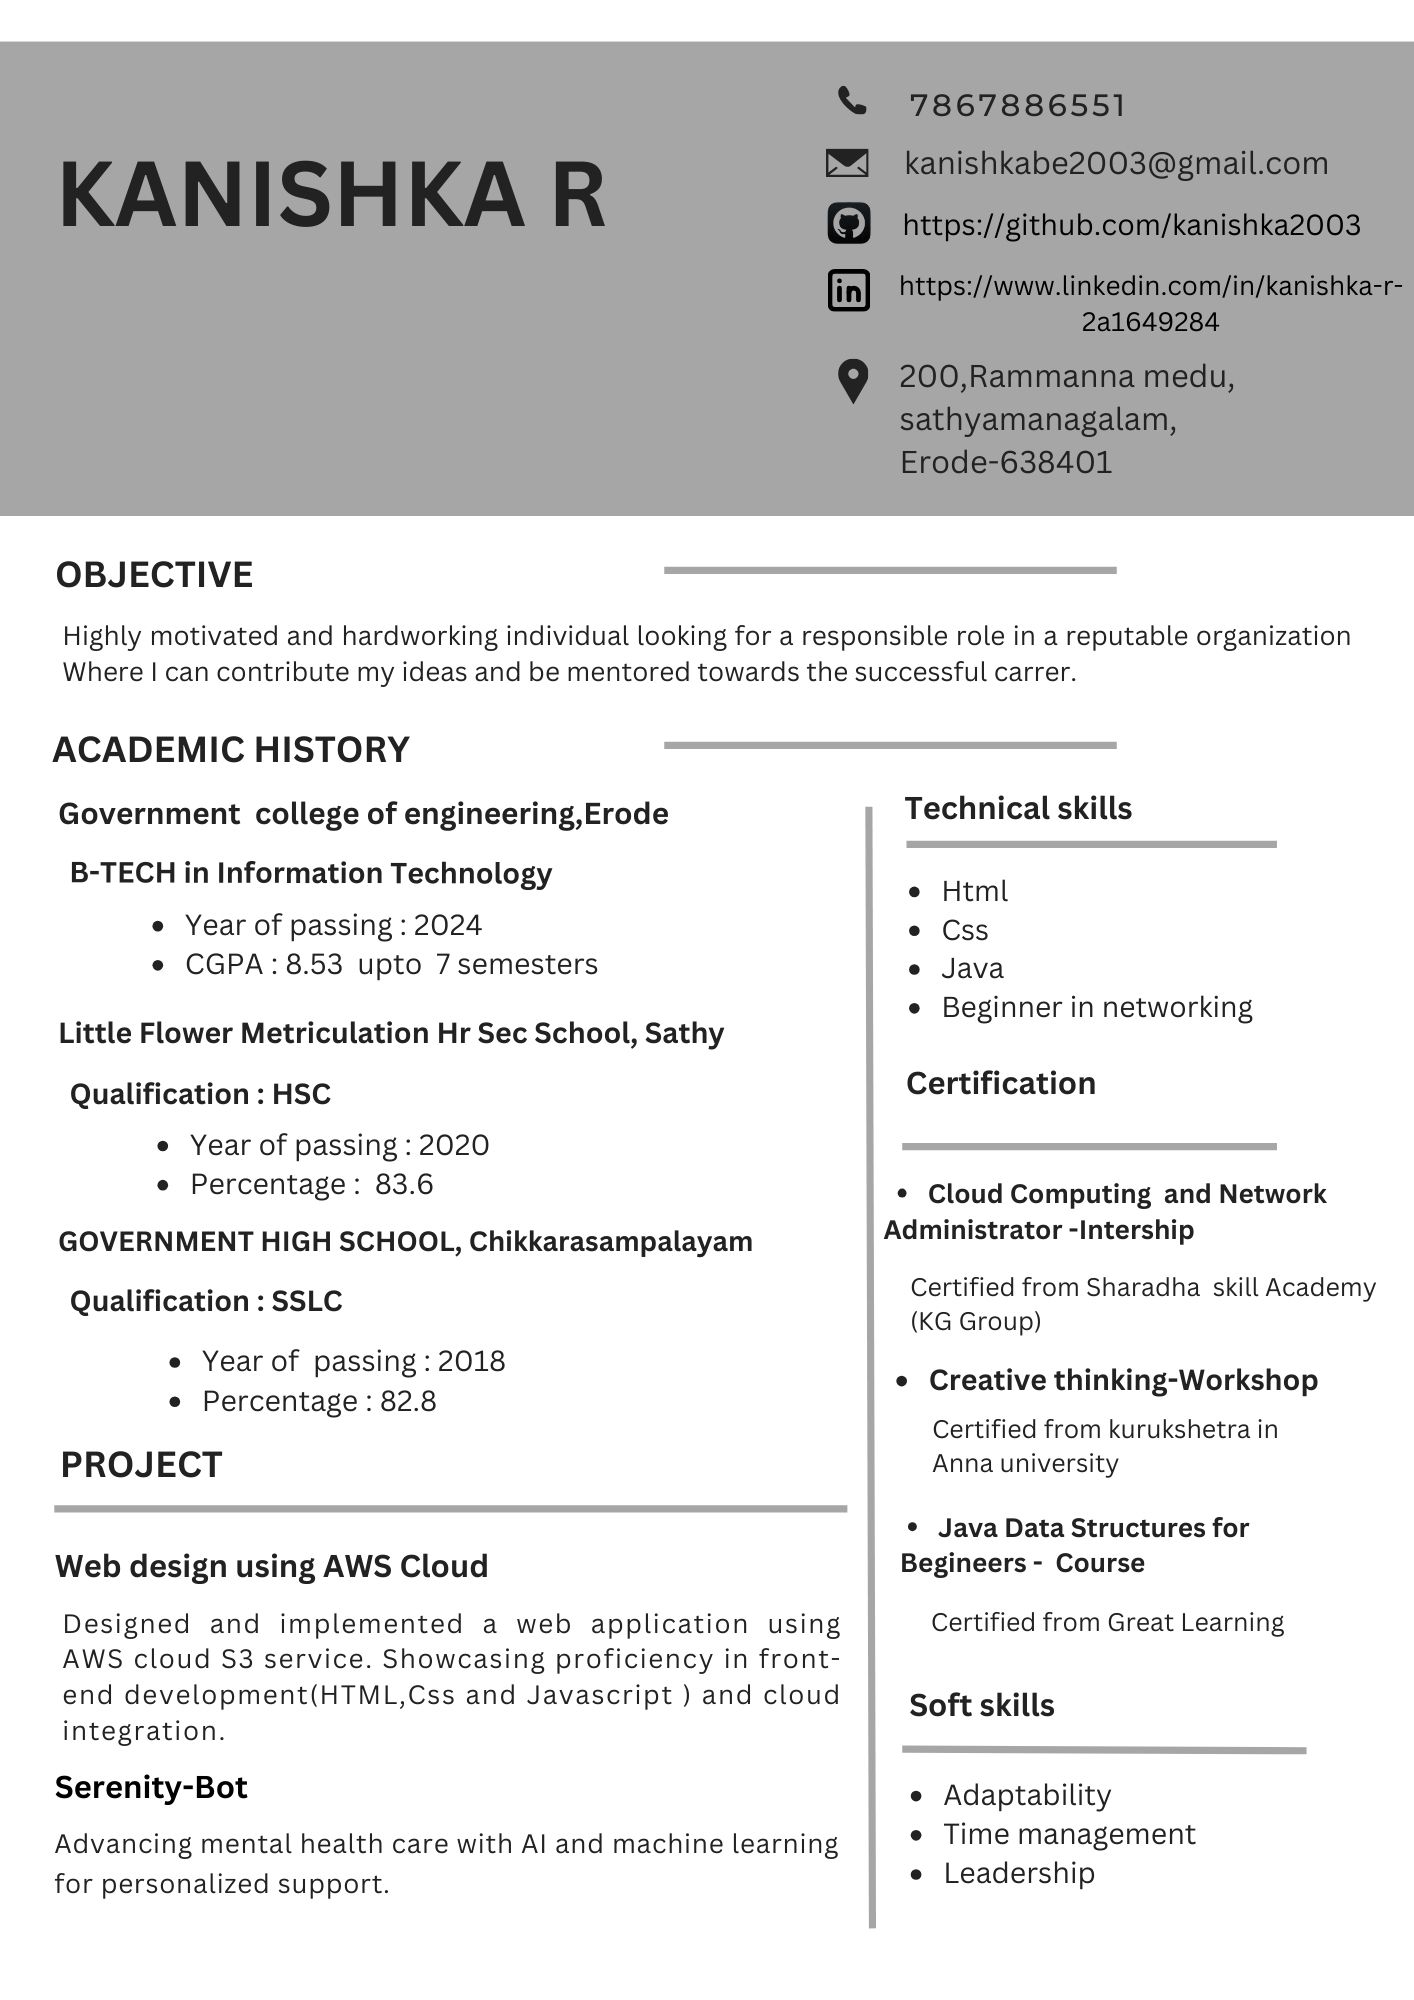 KANISHKA R
7867886551
kanishkabe2003@gmail.com
https://github.com/kanishka2003
https://www.linkedin.com/in/kanishka-r-
2a1649284
200,Rammanna medu,
sathyamanagalam,
Erode-638401
OBJECTIVE
Highly motivated and hardworking individual looking for a responsible role in a reputable organization
Where I can contribute my ideas and be mentored towards the successful carrer.
ACADEMIC HISTORY
Government college of engineering,Erode
B-TECH in Information Technology
• Year of passing : 2024
• CGPA : 8.53 upto 7 semesters
Little Flower Metriculation Hr Sec School, Sathy
Qualification : HSC
• Year of passing : 2020
• Percentage : 83.6
GOVERNMENT HIGH SCHOOL, Chikkarasampalayam
Qualification : SSLC
• Year of passing : 2018
• Percentage : 82.8
PROJECT
Web design using AWS Cloud
Designed and implemented a web application using
AWS cloud S3 service. Showcasing proficiency in front-
end development(HTML,Css and Javascript ) and cloud
integration.
Serenity-Bot
Advancing mental health care with AI and machine learning
for personalized support.
Technical skills
• Html
• Css
• Java
• Beginner in networking
Certification
• Cloud Computing and Network
Administrator -Intership
Certified from Sharadha skill Academy
(KG Group)
• Creative thinking-Workshop
Certified from kurukshetra in
Anna university
• Java Data Structures for
Begineers - Course
Certified from Great Learning
Soft skills
• Adaptability
• Time management
• Leadership